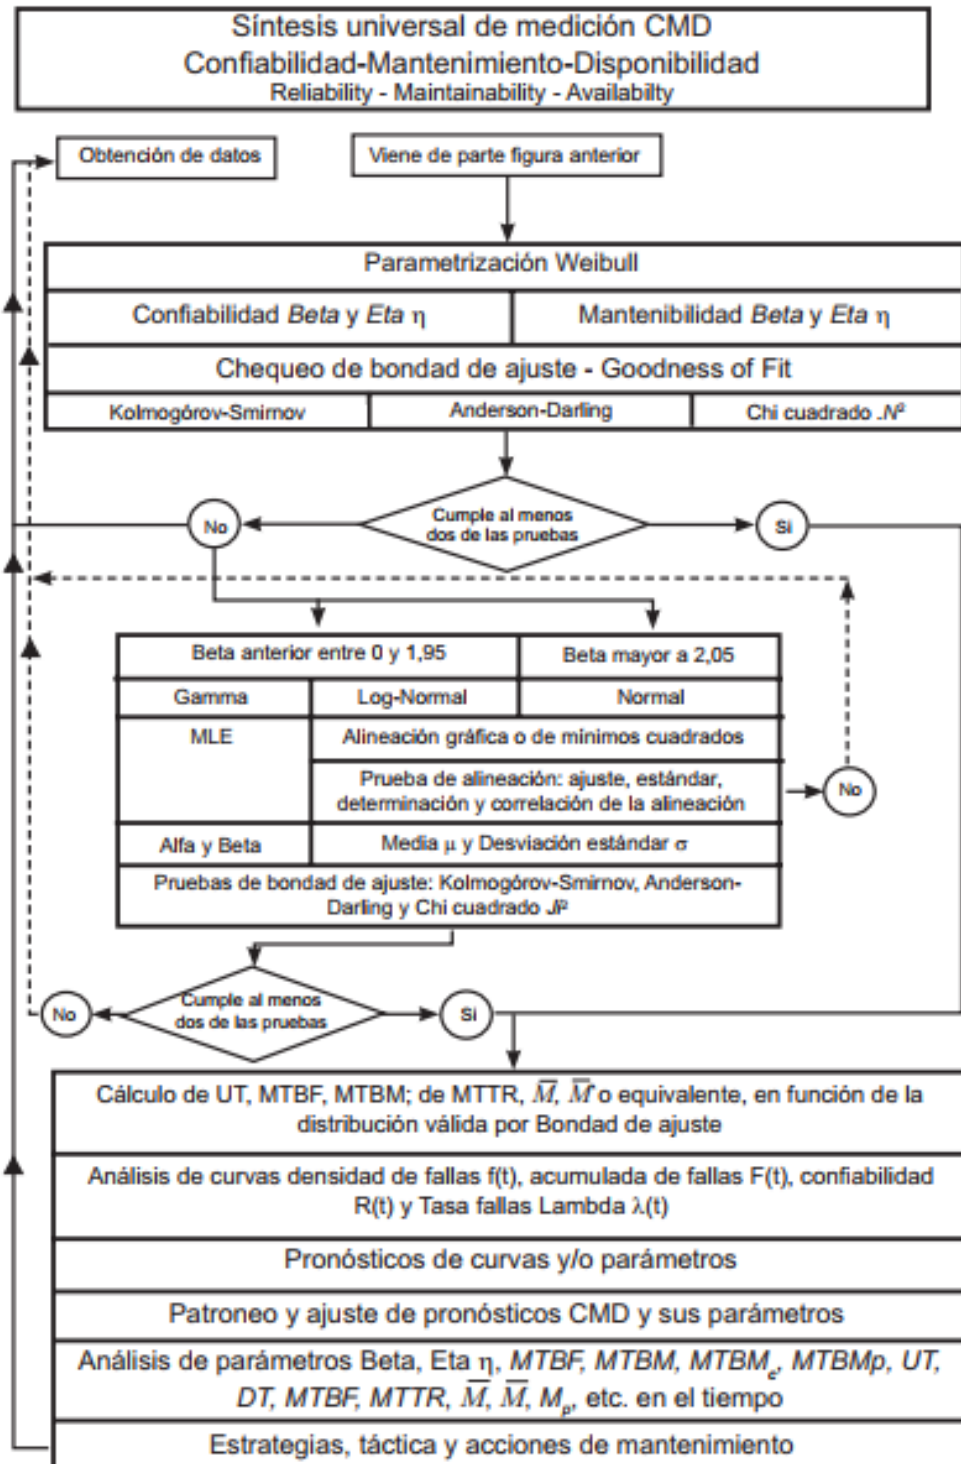 Síntesis universal de medición CMD
Confiabilidad-Mantenimiento-Disponibilidad
Reliability - Maintainability - Availabilty
Obtención de datos
Viene de parte figura anterior
Parametrización Weibull
Confiabilidad Beta y Eta η
Mantenibilidad Beta y Eta η
Chequeo de bondad de ajuste - Goodness of Fit
Kolmogórov-Smirnov
Anderson-Darling
Chi cuadrado
Cumple al menos
dos de las pruebas
No
Si
Beta anterior entre 0 y 1,95
Beta mayor a 2,05
Gamma
Log-Normal
Normal
MLE
Alineación gráfica o de mínimos cuadrados
Prueba de alineación: ajuste, estándar,
determinación y correlación de la alineación
No
Alfa y Beta
Media μ y Desviación estándar σ
Pruebas de bondad de ajuste: Kolmogórov-Smirnov, Anderson-
Darling y Chi cuadrado
Cumple al menos
dos de las pruebas
No
Si
Cálculo de UT, MTBF, MTBM; de MTTR, M̅, M̅ o equivalente, en función de la
distribución válida por Bondad de ajuste
Análisis de curvas densidad de fallas f(t), acumulada de fallas F(t), confiabilidad
R(t) y Tasa fallas Lambda λ(t)
Pronósticos de curvas y/o parámetros
Patroneo y ajuste de pronósticos CMD y sus parámetros
Análisis de parámetros Beta, Eta η, MTBF, MTBM, MTBMc, MTBMp, UT,
DT, MTBF, MTTR, M̅, M̅, Mp, etc. en el tiempo
Estrategias, táctica y acciones de mantenimiento